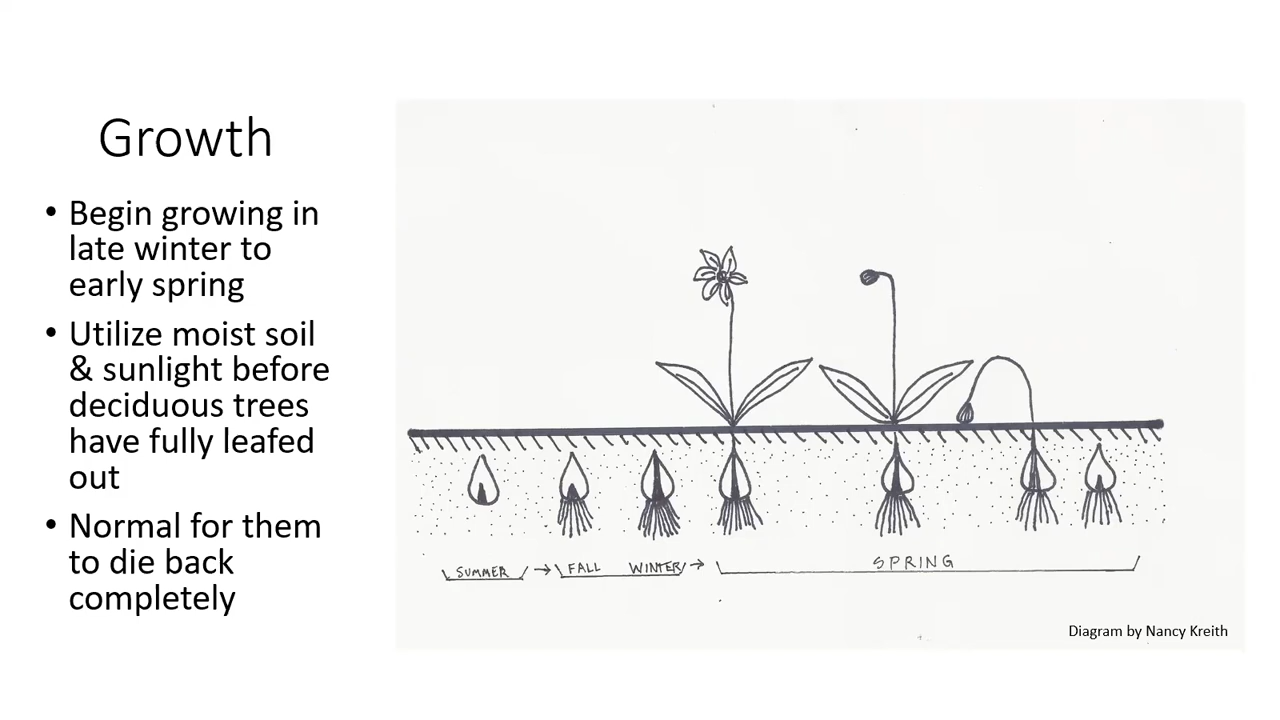 Growth
• Begin growing in
late winter to
early spring
• Utilize moist soil
& sunlight before
deciduous trees
have fully leafed
out
• Normal for them
to die back
completely
SUMMER → FALL WINTER → SPRING
Diagram by Nancy Kreith